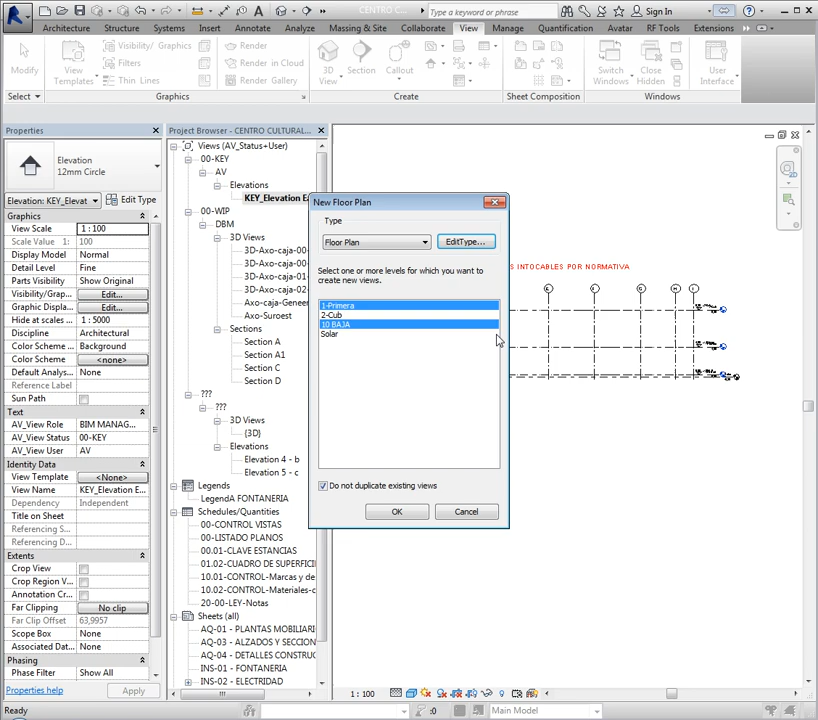 CENTRO C...
Type a keyword or phrase
Sign In
Architecture Structure Systems Insert Annotate Analyze Massing & Site Collaborate View Manage Quantification Avatar RF Tools Extensions
Modify
View Templates
Visibility/ Graphics
Filters
Thin Lines
Render
Render in Cloud
Render Gallery
3D View
Section
Callout
Switch Windows
Close Hidden
User Interface
Select
Graphics
Create
Sheet Composition
Windows
Properties
Elevation
12mm Circle
Elevation: KEY_Elevat
Edit Type
Graphics
View Scale 1 : 100
Scale Value 1: 100
Display Model Normal
Detail Level Fine
Parts Visibility Show Original
Visibility/Grap... Edit...
Graphic Displa... Edit...
Hide at scales ... 1 : 5000
Discipline Architectural
Color Scheme ... Background
Color Scheme <none>
Default Analys... None
Reference Label
Sun Path
Text
AV_View Role BIM MANAG...
AV_View Status 00-KEY
AV_View User AV
Identity Data
View Template <None>
View Name KEY_Elevation E...
Dependency Independent
Title on Sheet
Referencing S...
Referencing D...
Extents
Crop View
Crop Region V...
Annotation Cr...
Far Clipping No clip
Far Clip Offset 63,9957
Scope Box None
Associated Dat... None
Phasing
Phase Filter Show All
Properties help
Apply
Project Browser - CENTRO CULTURAL...
Views (AV_Status+User)
00-KEY
AV
Elevations
KEY_Elevation E
00-WIP
DBM
3D Views
3D-Axo-caja-00-
3D-Axo-caja-00-
3D-Axo-caja-01-
3D-Axo-caja-02-
Axo-caja-Gener
Axo-Suroest
Sections
Section A
Section A1
Section C
Section D
???
???
3D Views
{3D}
Elevations
Elevation 4 - b
Elevation 5 - c
Legends
LegendA FONTANERIA
Schedules/Quantities
00-CONTROL VISTAS
00-LISTADO PLANOS
00.01-CLAVE ESTANCIAS
01.02-CUADRO DE SUPERFICI
10.01-CONTROL-Marcas y de
10.02-CONTROL-Materiales-c
20-00-LEY-Notas
Sheets (all)
AQ-01 - PLANTAS MOBILIARI
AQ-03 - ALZADOS Y SECCION
AQ-04 - DETALLES CONSTRUC
INS-01 - FONTANERIA
INS-02 - ELECTRIDAD
New Floor Plan
Type
Floor Plan
EditType...
Select one or more levels for which you want to
create new views.
1-Primera
2-Cub
10 BAJA
Solar
Do not duplicate existing views
OK
Cancel
S INTOCABLES POR NORMATIVA
1 : 100
Ready
:0
Main Model